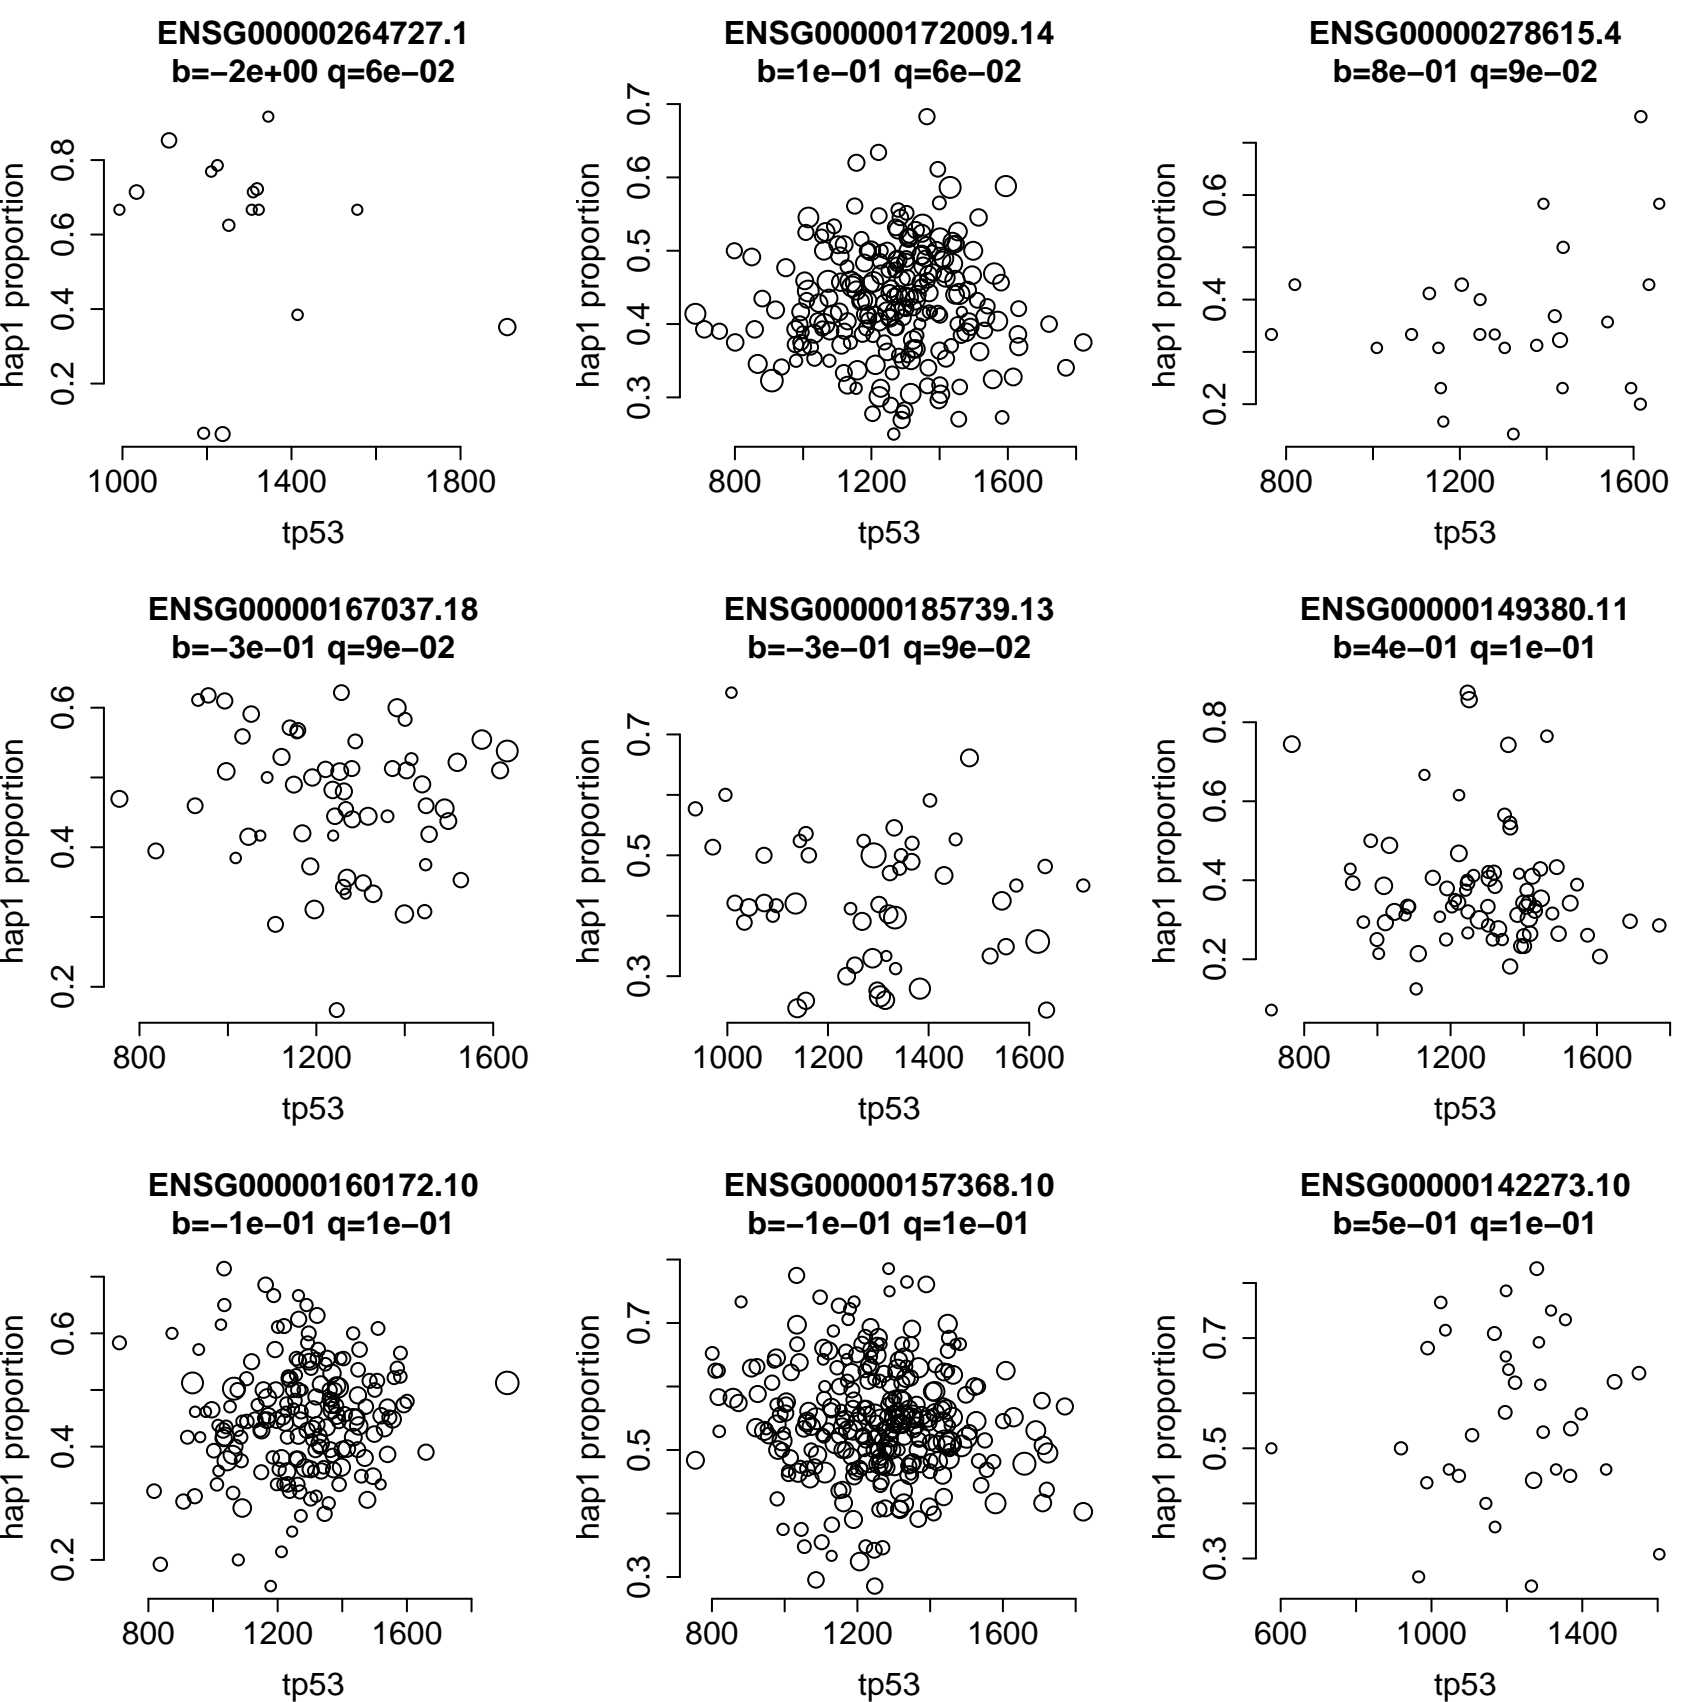 ENSG00000264727.1
b=−2e+00 q=6e−02
hap1 proportion
0.2 0.4 0.6 0.8
1000 1400 1800
tp53
ENSG00000172009.14
b=1e−01 q=6e−02
hap1 proportion
0.3 0.4 0.5 0.6 0.7
800 1200 1600
tp53
ENSG00000278615.4
b=8e−01 q=9e−02
hap1 proportion
0.2 0.4 0.6
800 1200 1600
tp53
ENSG00000167037.18
b=−3e−01 q=9e−02
hap1 proportion
0.2 0.4 0.6
800 1200 1600
tp53
ENSG00000185739.13
b=−3e−01 q=9e−02
hap1 proportion
0.3 0.5 0.7
1000 1200 1400 1600
tp53
ENSG00000149380.11
b=4e−01 q=1e−01
hap1 proportion
0.2 0.4 0.6 0.8
800 1200 1600
tp53
ENSG00000160172.10
b=−1e−01 q=1e−01
hap1 proportion
0.2 0.4 0.6
800 1200 1600
tp53
ENSG00000157368.10
b=−1e−01 q=1e−01
hap1 proportion
0.3 0.5 0.7
800 1200 1600
tp53
ENSG00000142273.10
b=5e−01 q=1e−01
hap1 proportion
0.3 0.5 0.7
600 1000 1400
tp53